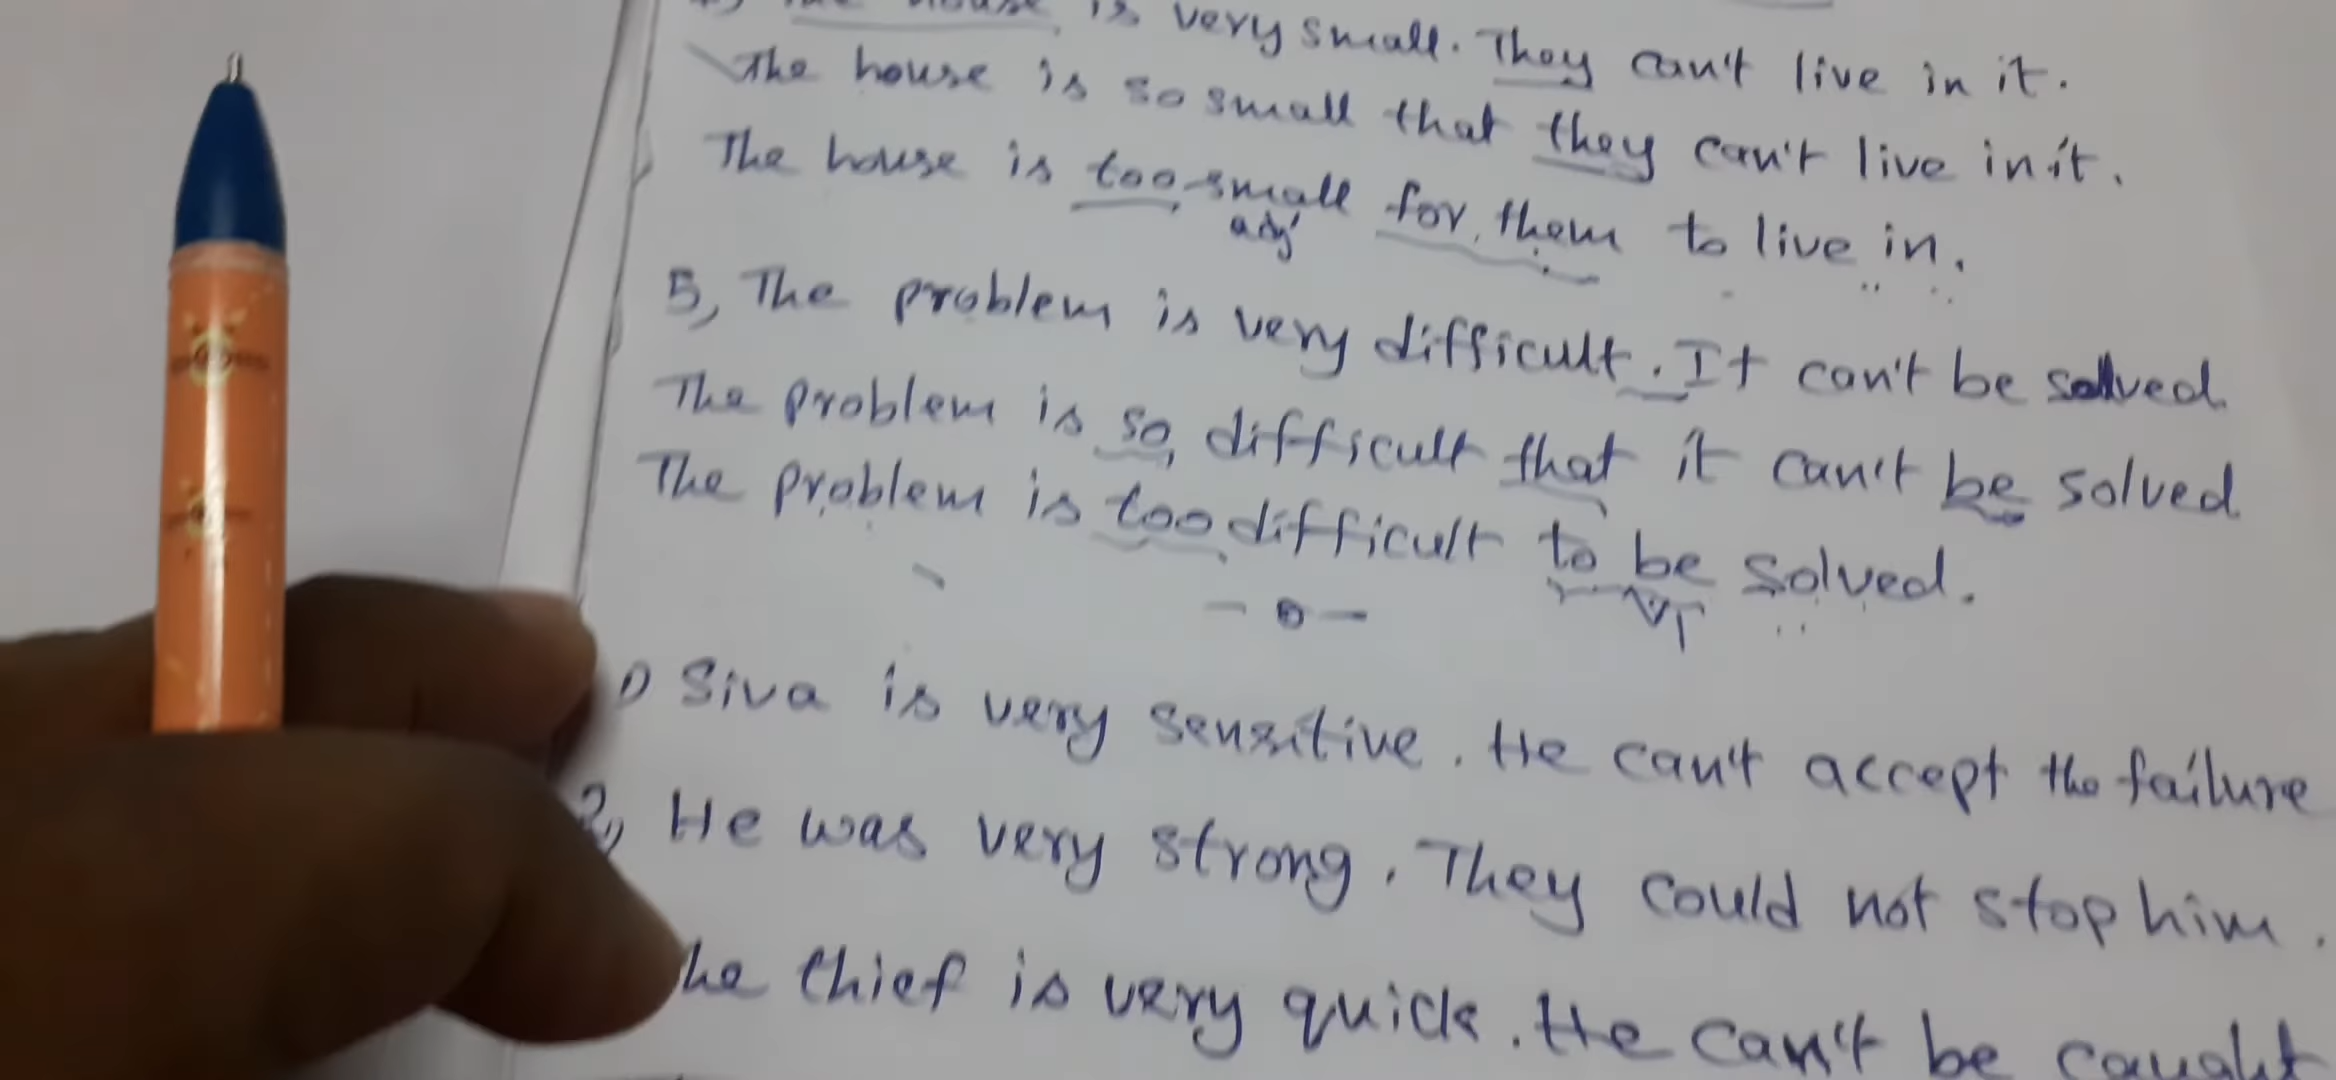 is very small. They can't live in it.
The house is so small that they can't live in it.
The house is too small for them to live in.
adj
5, The problem is very difficult. It can't be solved.
The problem is so difficult that it can't be solved.
The problem is too difficult to be solved.
V1
1) Siva is very sensitive. He can't accept the failure
2, He was very strong. They could not stop him.
he thief is very quick. He can't be caught